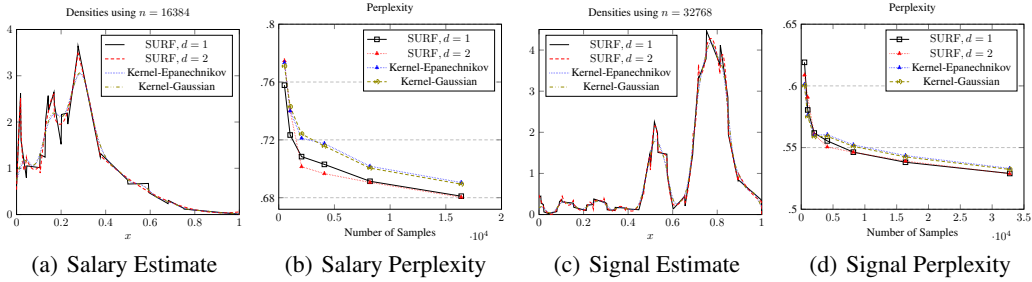 Densities using n = 16384
SURF, d = 1
SURF, d = 2
Kernel-Epanechnikov
Kernel-Gaussian
4
3
2
1
0
0
0.2
0.4
0.6
0.8
1
x
(a) Salary Estimate
Perplexity
.8
SURF, d = 1
SURF, d = 2
Kernel-Epanechnikov
Kernel-Gaussian
.76
.72
.68
0
0.5
1
1.5
2
Number of Samples
·10⁴
(b) Salary Perplexity
Densities using n = 32768
SURF, d = 1
SURF, d = 2
Kernel-Epanechnikov
Kernel-Gaussian
4
3
2
1
0
0
0.2
0.4
0.6
0.8
1
x
(c) Signal Estimate
Perplexity
.65
SURF, d = 1
SURF, d = 2
Kernel-Epanechnikov
Kernel-Gaussian
.6
.55
.5
0
0.5
1
1.5
2
2.5
3
3.5
Number of Samples
·10⁴
(d) Signal Perplexity